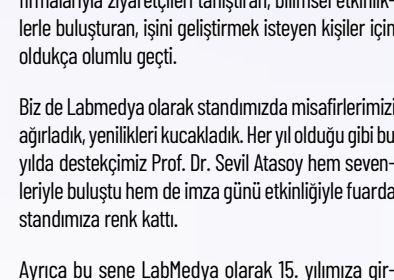 firmalarıyla ziyaretçileri tanıştıran, bilimsel etkinlik-
lerle buluşturan, işini geliştirmek isteyen kişiler için
oldukça olumlu geçti.

Biz de Labmedya olarak standımızda misafirlerimizi
ağırladık, yenilikleri kucakladık. Her yıl olduğu gibi bu
yılda destekçimiz Prof. Dr. Sevil Atasoy hem seven-
leriyle buluştu hem de imza günü etkinliğiyle fuarda
standımıza renk kattı.

Ayrıca bu sene LabMedya olarak 15. yılımıza gir-